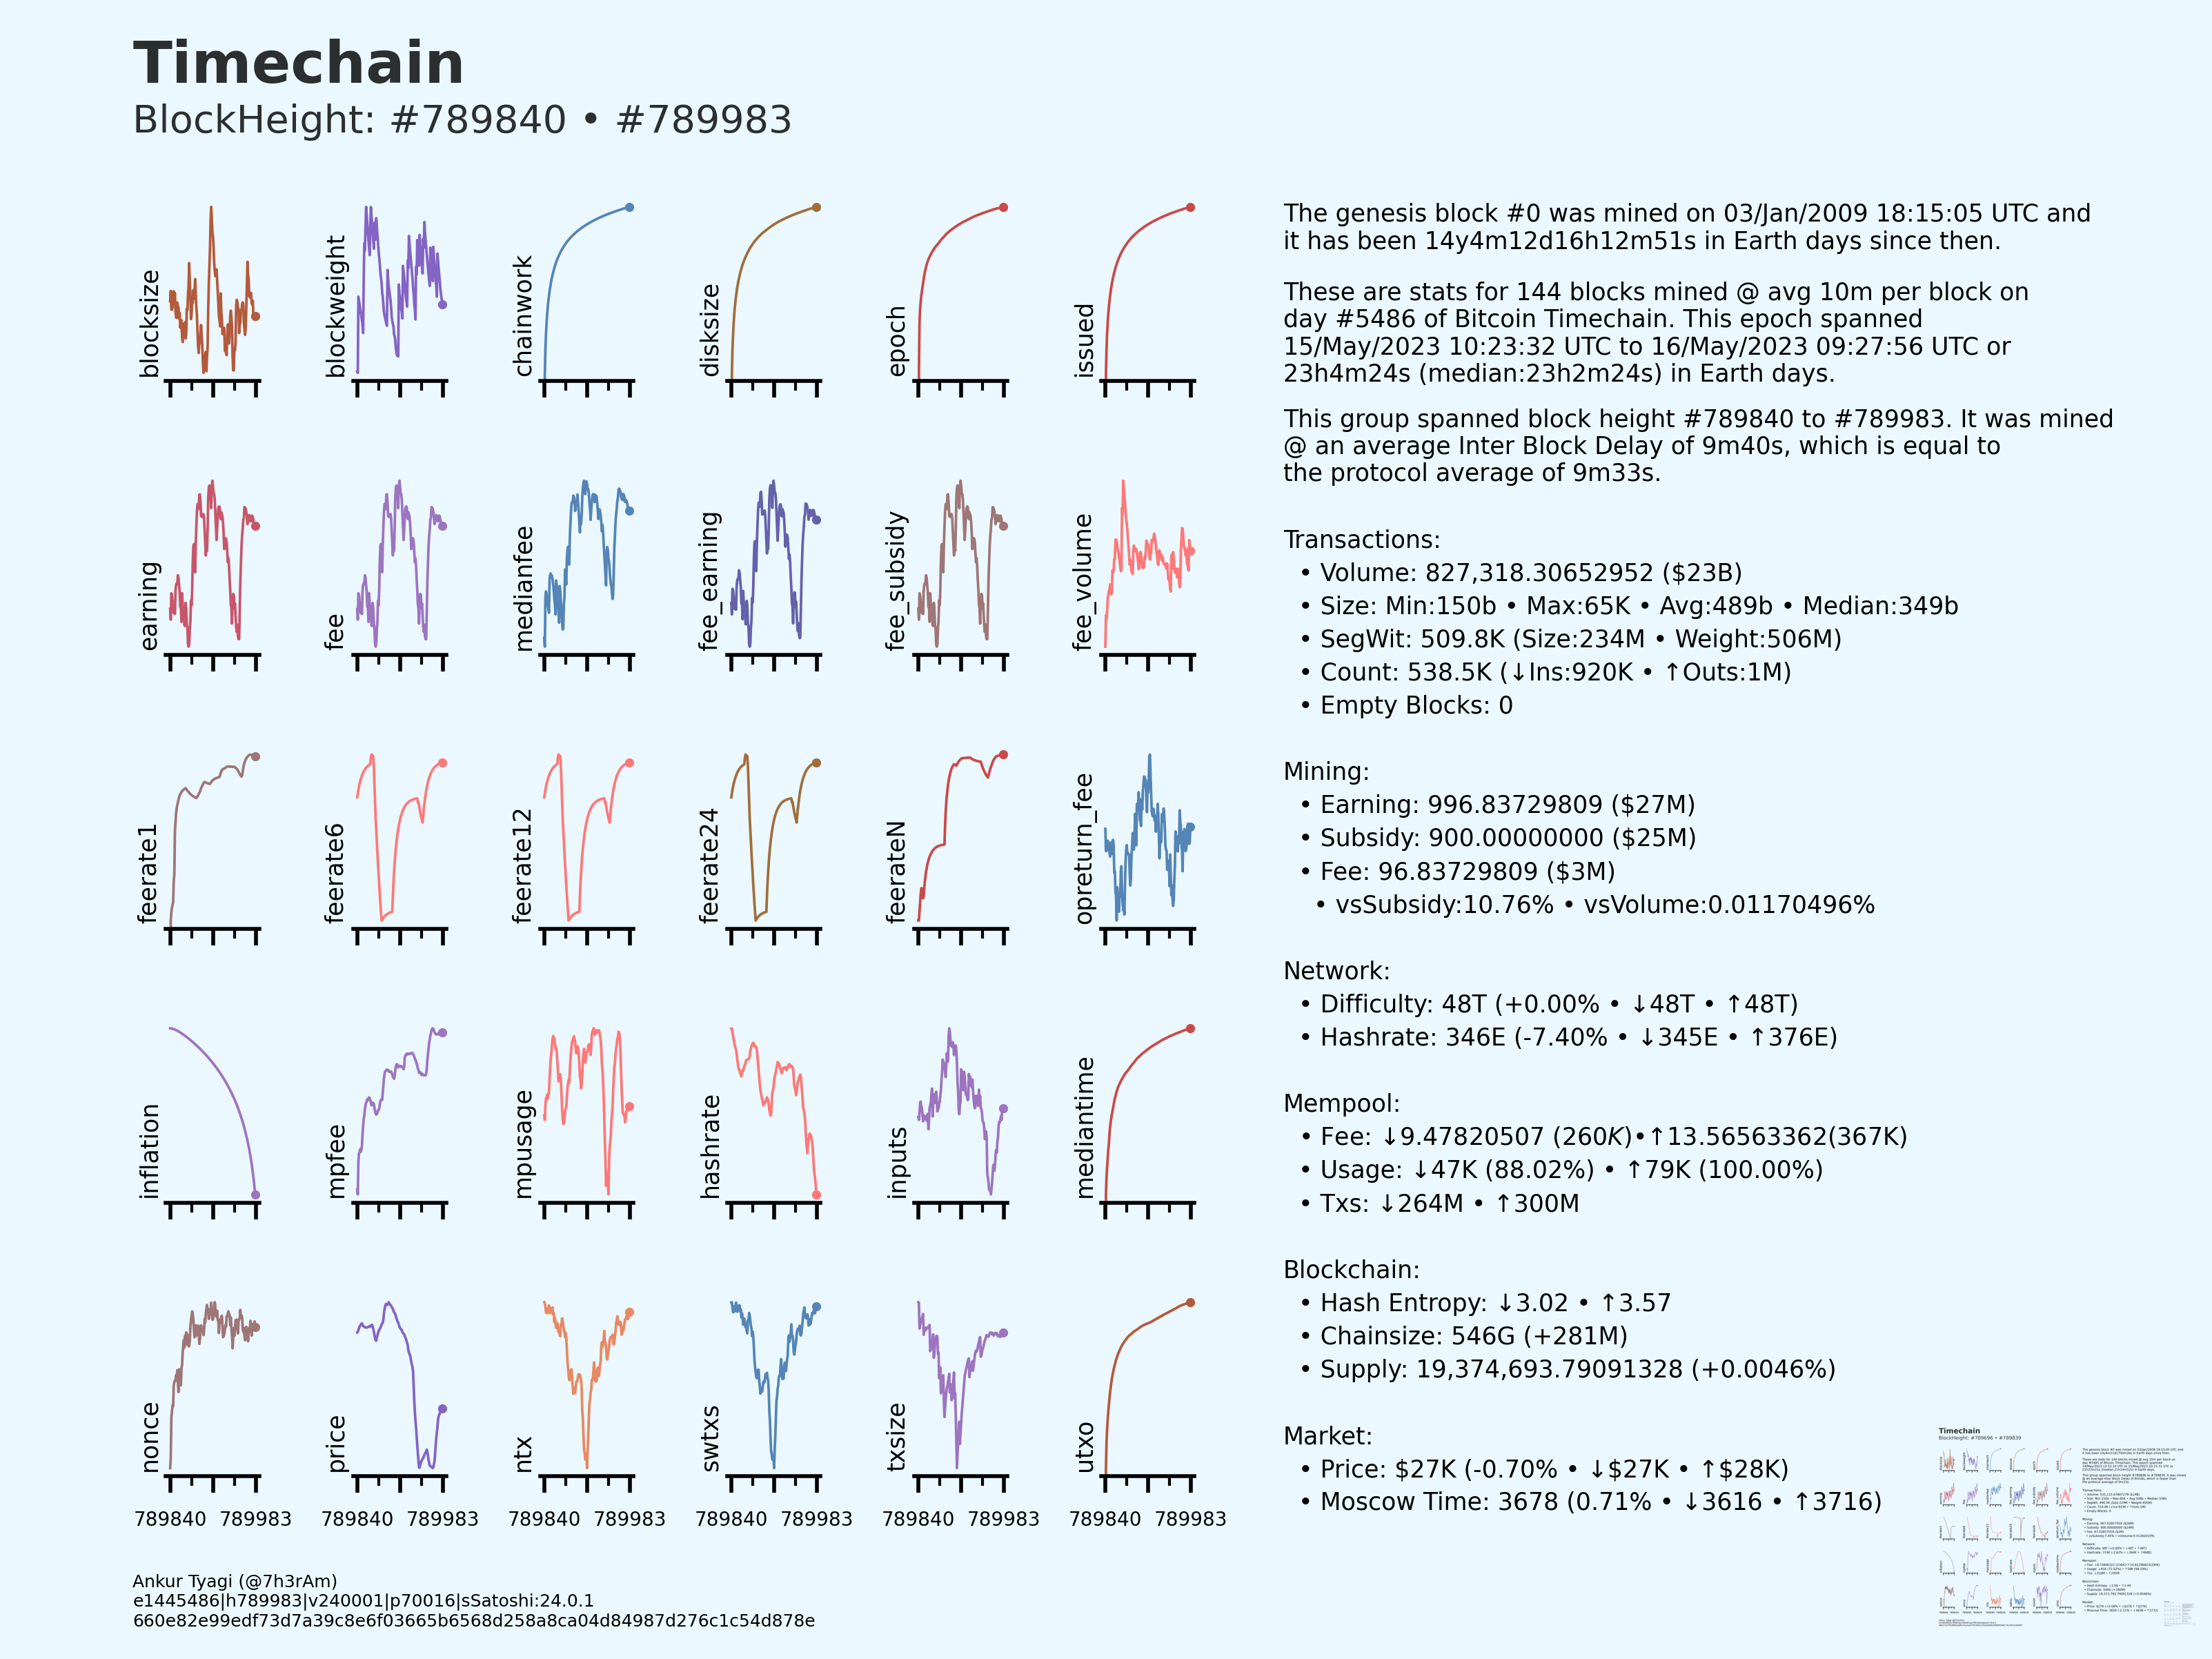 Timechain
BlockHeight: #789840 • #789983
blocksize
blockweight
chainwork
disksize
epoch
issued
earning
fee
medianfee
fee_earning
fee_subsidy
fee_volume
feerate1
feerate6
feerate12
feerate24
feerateN
opreturn_fee
inflation
mpfee
mpusage
hashrate
inputs
mediantime
nonce
price
ntx
swtxs
txsize
utxo
789840 789983
789840 789983
789840 789983
789840 789983
789840 789983
789840 789983
The genesis block #0 was mined on 03/Jan/2009 18:15:05 UTC and
it has been 14y4m12d16h12m51s in Earth days since then.
These are stats for 144 blocks mined @ avg 10m per block on
day #5486 of Bitcoin Timechain. This epoch spanned
15/May/2023 10:23:32 UTC to 16/May/2023 09:27:56 UTC or
23h4m24s (median:23h2m24s) in Earth days.
This group spanned block height #789840 to #789983. It was mined
@ an average Inter Block Delay of 9m40s, which is equal to
the protocol average of 9m33s.
Transactions:
• Volume: 827,318.30652952 ($23B)
• Size: Min:150b • Max:65K • Avg:489b • Median:349b
• SegWit: 509.8K (Size:234M • Weight:506M)
• Count: 538.5K (↓Ins:920K • ↑Outs:1M)
• Empty Blocks: 0
Mining:
• Earning: 996.83729809 ($27M)
• Subsidy: 900.00000000 ($25M)
• Fee: 96.83729809 ($3M)
• vsSubsidy:10.76% • vsVolume:0.01170496%
Network:
• Difficulty: 48T (+0.00% • ↓48T • ↑48T)
• Hashrate: 346E (-7.40% • ↓345E • ↑376E)
Mempool:
• Fee: ↓9.47820507 (260K)•↑13.56563362(367K)
• Usage: ↓47K (88.02%) • ↑79K (100.00%)
• Txs: ↓264M • ↑300M
Blockchain:
• Hash Entropy: ↓3.02 • ↑3.57
• Chainsize: 546G (+281M)
• Supply: 19,374,693.79091328 (+0.0046%)
Market:
• Price: $27K (-0.70% • ↓$27K • ↑$28K)
• Moscow Time: 3678 (0.71% • ↓3616 • ↑3716)
Ankur Tyagi (@7h3rAm)
e1445486|h789983|v240001|p70016|sSatoshi:24.0.1
660e82e99edf73d7a39c8e6f03665b6568d258a8ca04d84987d276c1c54d878e
Timechain
BlockHeight: #789696 • #789839